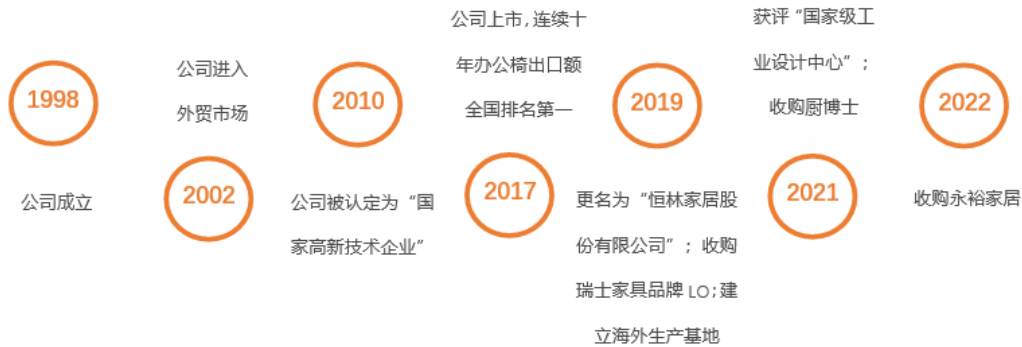 1998
公司成立
公司进入
外贸市场
2002
2010
公司被认定为“国
家高新技术企业”
公司上市,连续十
年办公椅出口额
全国排名第一
2017
2019
更名为“恒林家居股
份有限公司”；收购
瑞士家具品牌 LO;建
立海外生产基地
获评“国家级工
业设计中心”；
收购厨博士
2021
2022
收购永裕家居